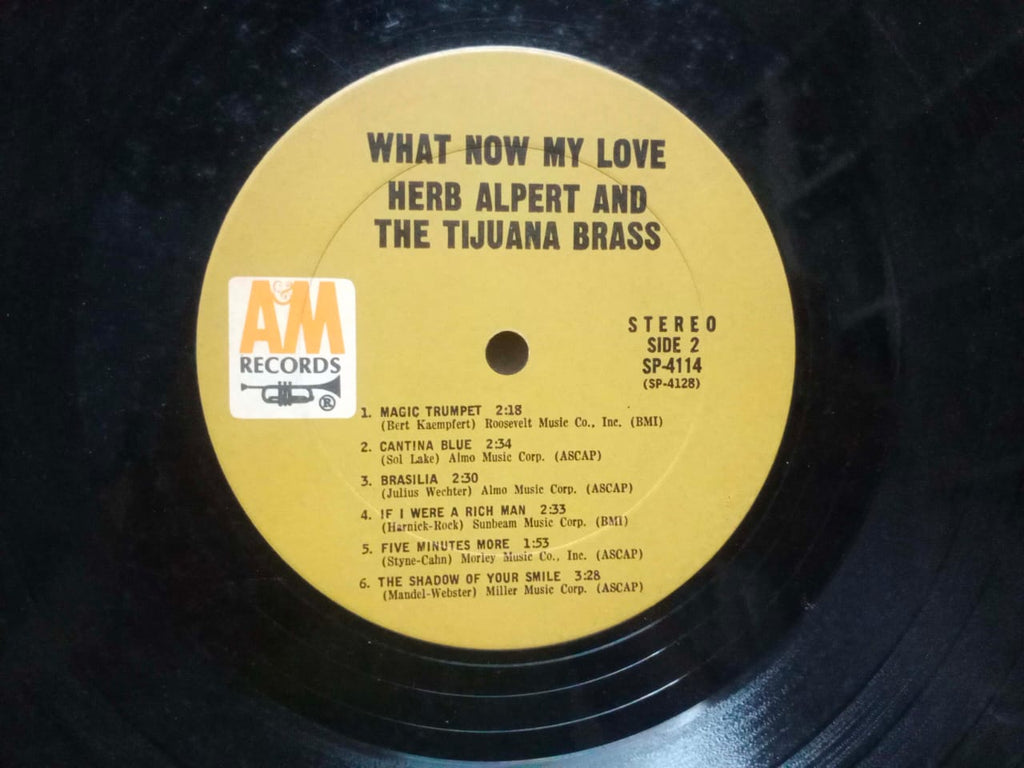 WHAT NOW MY LOVE
HERB ALPERT AND
THE TIJUANA BRASS
A&M
RECORDS
®
STEREO
SIDE 2
SP-4114
(SP-4128)
1. MAGIC TRUMPET 2:18
(Bert Kaempfert) Roosevelt Music Co., Inc. (BMI)
2. CANTINA BLUE 2:34
(Sol Lake) Almo Music Corp. (ASCAP)
3. BRASILIA 2:30
(Julius Wechter) Almo Music Corp. (ASCAP)
4. IF I WERE A RICH MAN 2:33
(Harnick-Rock) Sunbeam Music Corp. (BMI)
5. FIVE MINUTES MORE 1:53
(Styne-Cahn) Morley Music Co., Inc. (ASCAP)
6. THE SHADOW OF YOUR SMILE 3:28
(Mandel-Webster) Miller Music Corp. (ASCAP)